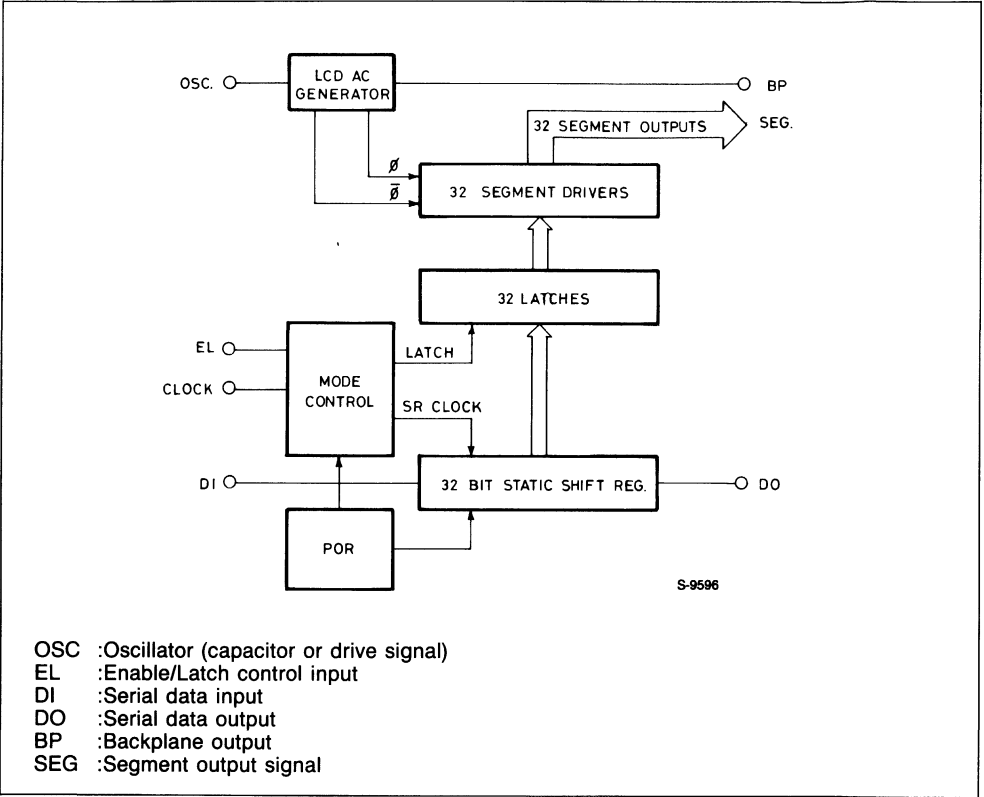 OSC.
LCD AC
GENERATOR
BP
32 SEGMENT OUTPUTS
SEG.
Ø
Ø̅
32 SEGMENT DRIVERS
32 LATCHES
EL
LATCH
CLOCK
MODE
CONTROL
SR CLOCK
DI
32 BIT STATIC SHIFT REG.
DO
POR
S-9596
OSC :Oscillator (capacitor or drive signal)
EL :Enable/Latch control input
DI :Serial data input
DO :Serial data output
BP :Backplane output
SEG :Segment output signal